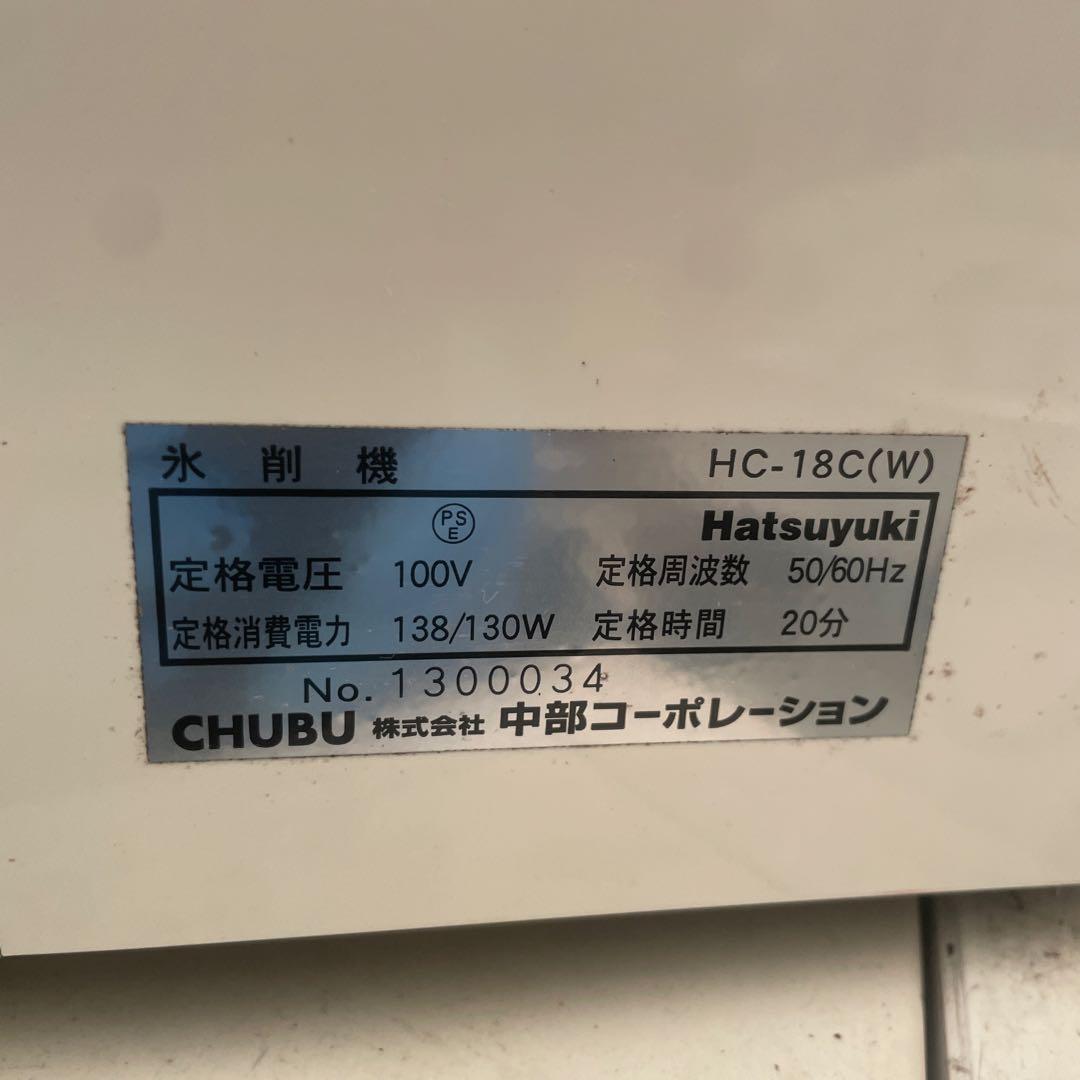 氷削機 HC-18C(W)
PSE Hatsuyuki
定格電圧 100V 定格周波数 50/60Hz
定格消費電力 138/130W 定格時間 20分
No. 1300034
CHUBU 株式会社 中部コーポレーション